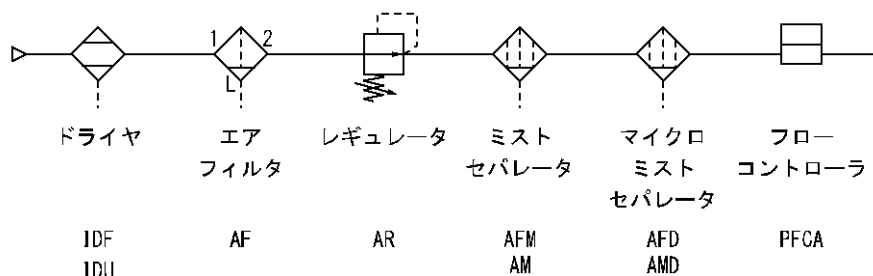 1 2
L
ドライヤ エア レギュレータ ミスト マイクロ フロー
フィルタ セパレータ ミスト コントローラ
セパレータ
IDF AF AR AFM AFD PFCA
IDU AM AMD